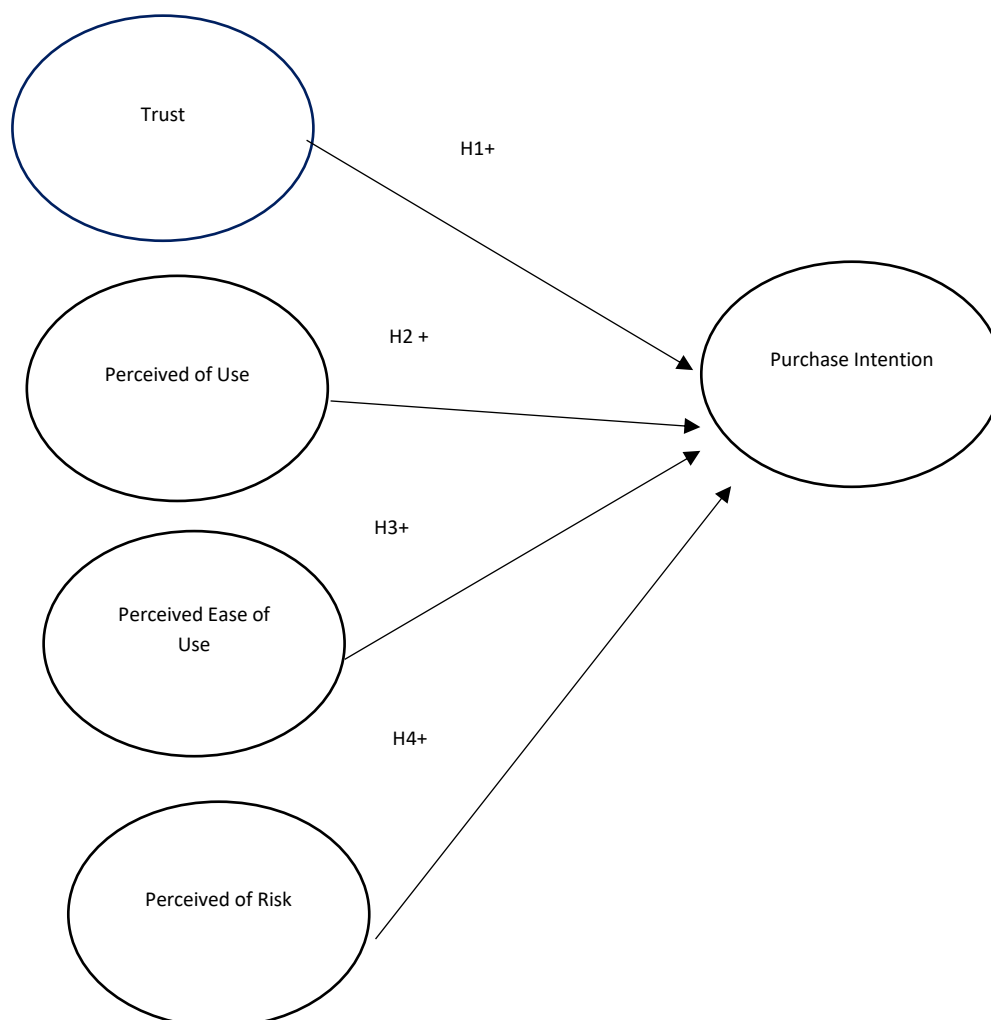 Trust
H1+
H2 +
Perceived of Use
Purchase Intention
H3+
Perceived Ease of
Use
H4+
Perceived of Risk